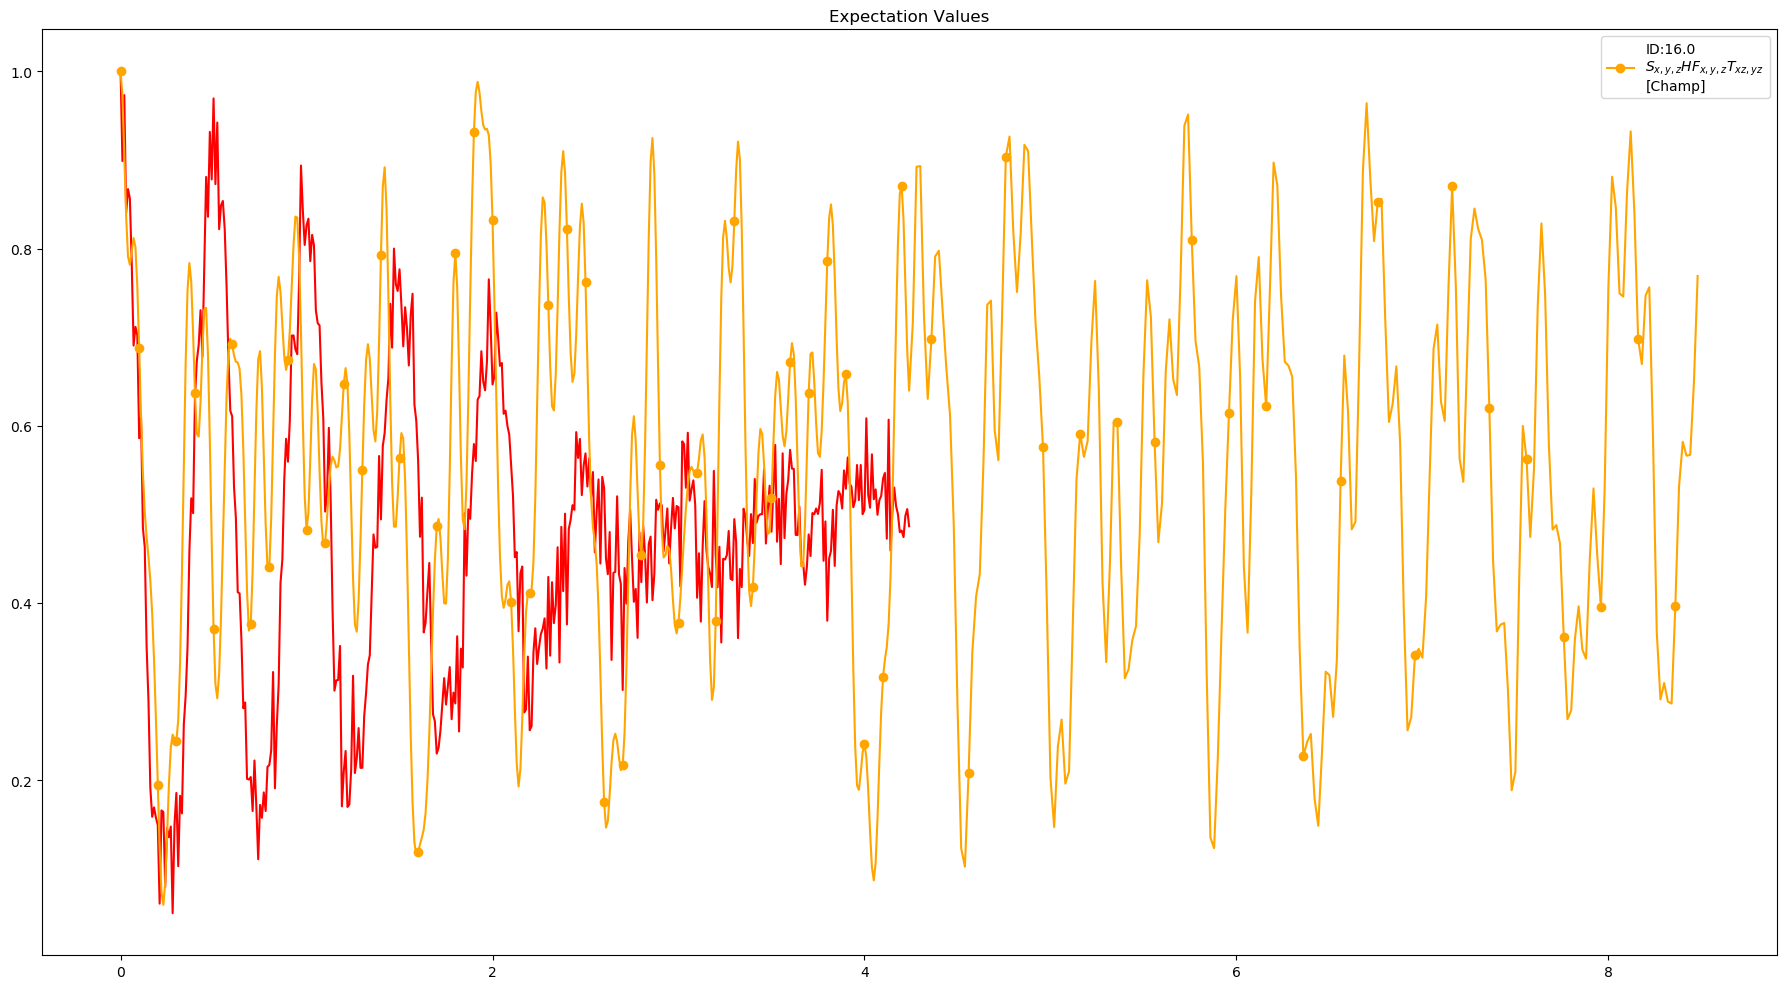 Expectation Values
ID:16.0
S_{x,y,z}HF_{x,y,z}T_{xz,yz}
[Champ]
1.0
0.8
0.6
0.4
0.2
0 2 4 6 8